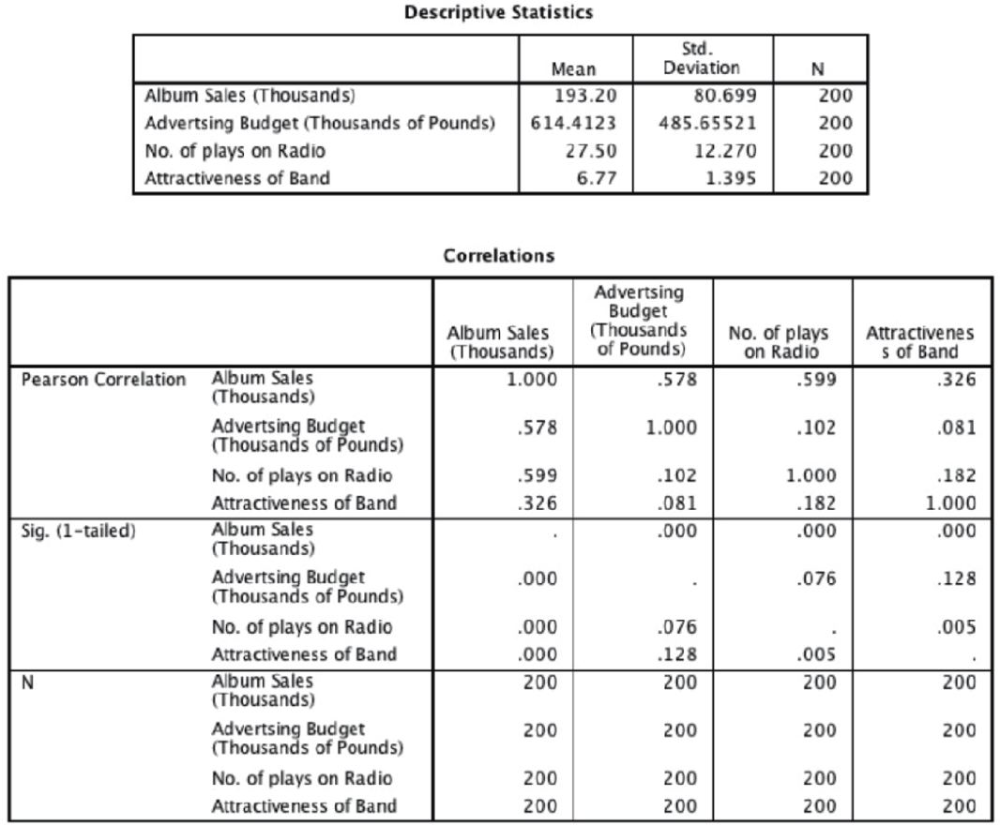 Descriptive Statistics
Mean Std. Deviation N
Album Sales (Thousands) 193.20 80.699 200
Advertsing Budget (Thousands of Pounds) 614.4123 485.65521 200
No. of plays on Radio 27.50 12.270 200
Attractiveness of Band 6.77 1.395 200
Correlations
Album Sales (Thousands) Advertsing Budget (Thousands of Pounds) No. of plays on Radio Attractivenes s of Band
Pearson Correlation Album Sales (Thousands) 1.000 .578 .599 .326
Advertsing Budget (Thousands of Pounds) .578 1.000 .102 .081
No. of plays on Radio .599 .102 1.000 .182
Attractiveness of Band .326 .081 .182 1.000
Sig. (1-tailed) Album Sales (Thousands) . .000 .000 .000
Advertsing Budget (Thousands of Pounds) .000 . .076 .128
No. of plays on Radio .000 .076 . .005
Attractiveness of Band .000 .128 .005 .
N Album Sales (Thousands) 200 200 200 200
Advertsing Budget (Thousands of Pounds) 200 200 200 200
No. of plays on Radio 200 200 200 200
Attractiveness of Band 200 200 200 200